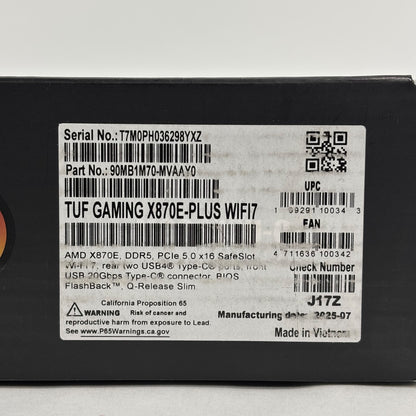 Serial No.: T7M0PH036298YXZ
Part No.: 90MB1M70-MVAAY0
TUF GAMING X870E-PLUS WIFI7
AMD X870E, DDR5, PCIe 5.0 x16 SafeSlot
Wi-Fi 7, rear two USB4® Type-C® ports, front
USB 20Gbps Type-C® connector, BIOS
FlashBack™, Q-Release Slim
California Proposition 65
WARNING Risk of cancer and
reproductive harm from exposure to Lead.
See www.P65Warnings.ca.gov
UPC
1 99291 10034 3
EAN
4 711636 100342
Check Number
J17Z
Manufacturing date: 2025-07
Made in Vietnam